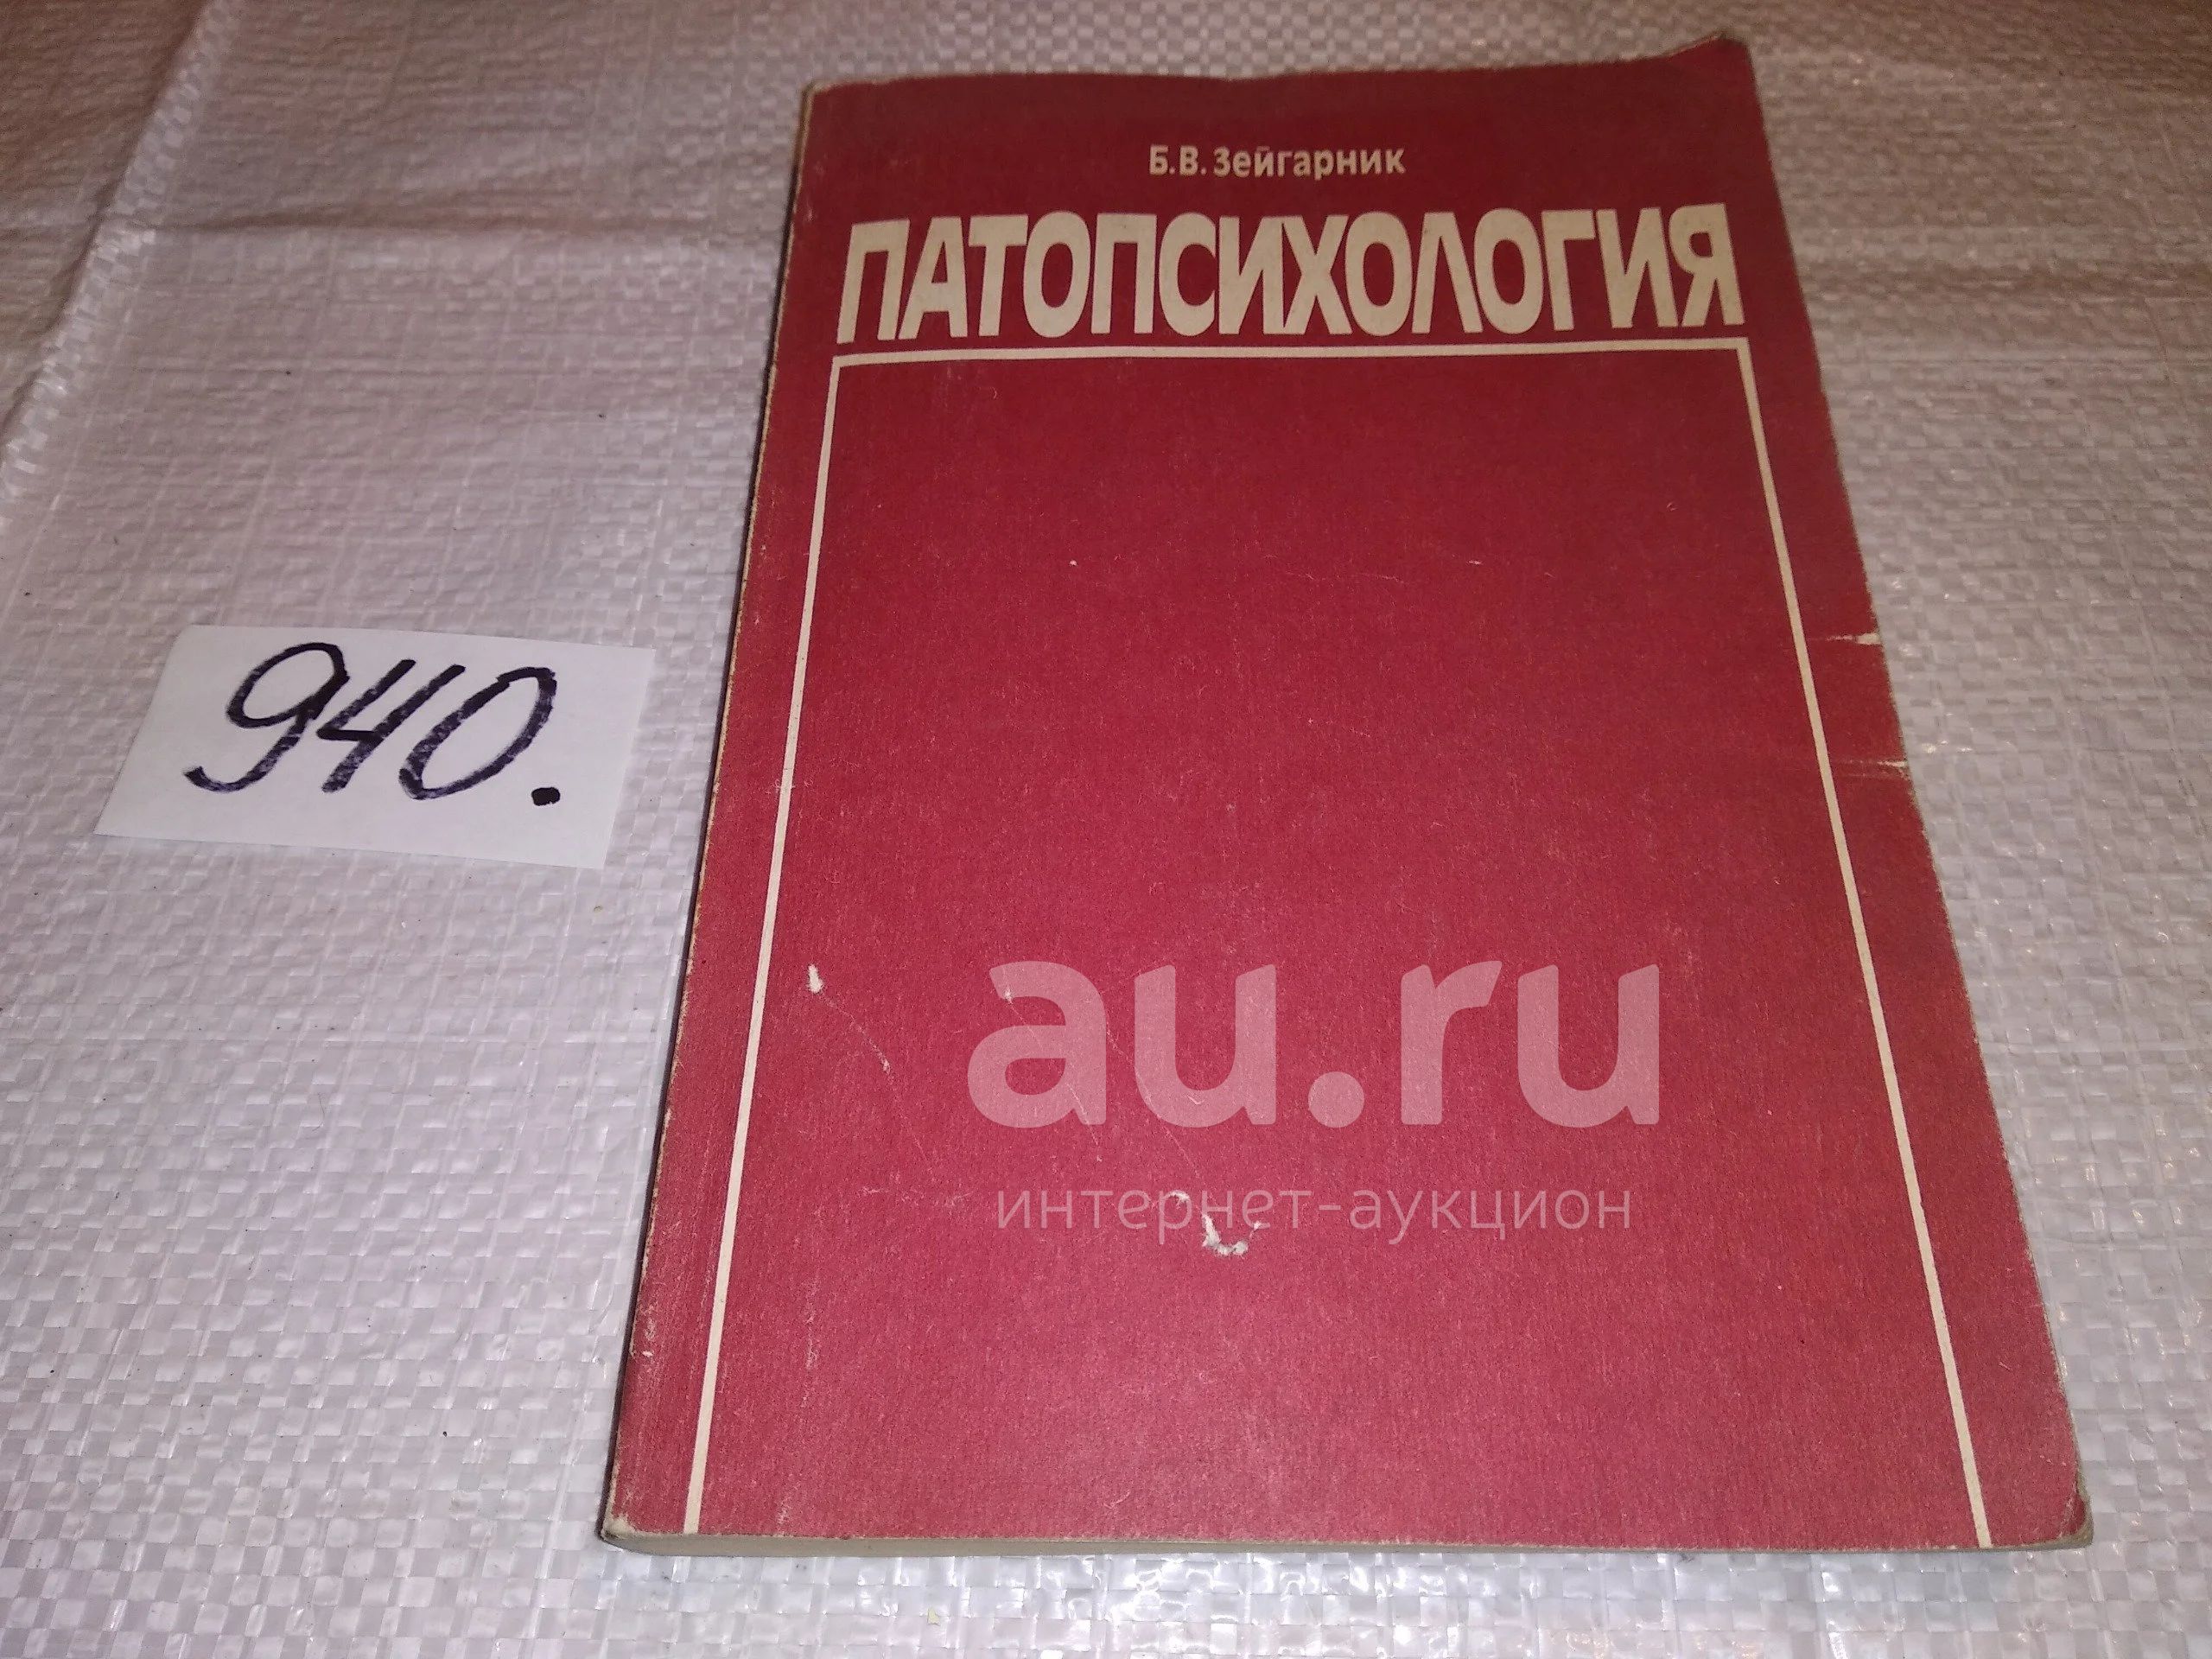 Б.В. Зейгарник
ПАТОПСИХОЛОГИЯ
940.
au.ru
интернет-аукцион